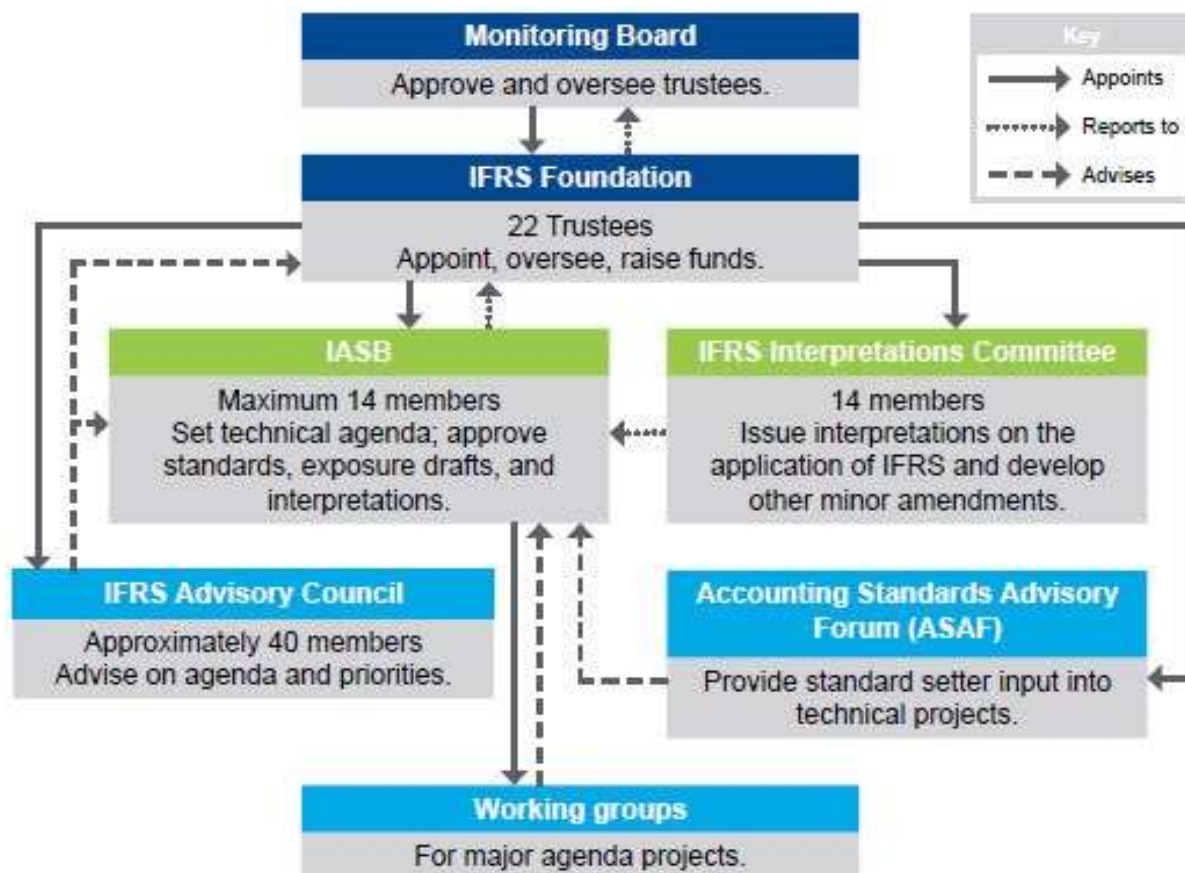 Monitoring Board
Approve and oversee trustees.
Key
Appoints
Reports to
Advises
IFRS Foundation
22 Trustees
Appoint, oversee, raise funds.
IASB
Maximum 14 members
Set technical agenda; approve
standards, exposure drafts, and
interpretations.
IFRS Interpretations Committee
14 members
Issue interpretations on the
application of IFRS and develop
other minor amendments.
IFRS Advisory Council
Approximately 40 members
Advise on agenda and priorities.
Accounting Standards Advisory
Forum (ASAF)
Provide standard setter input into
technical projects.
Working groups
For major agenda projects.